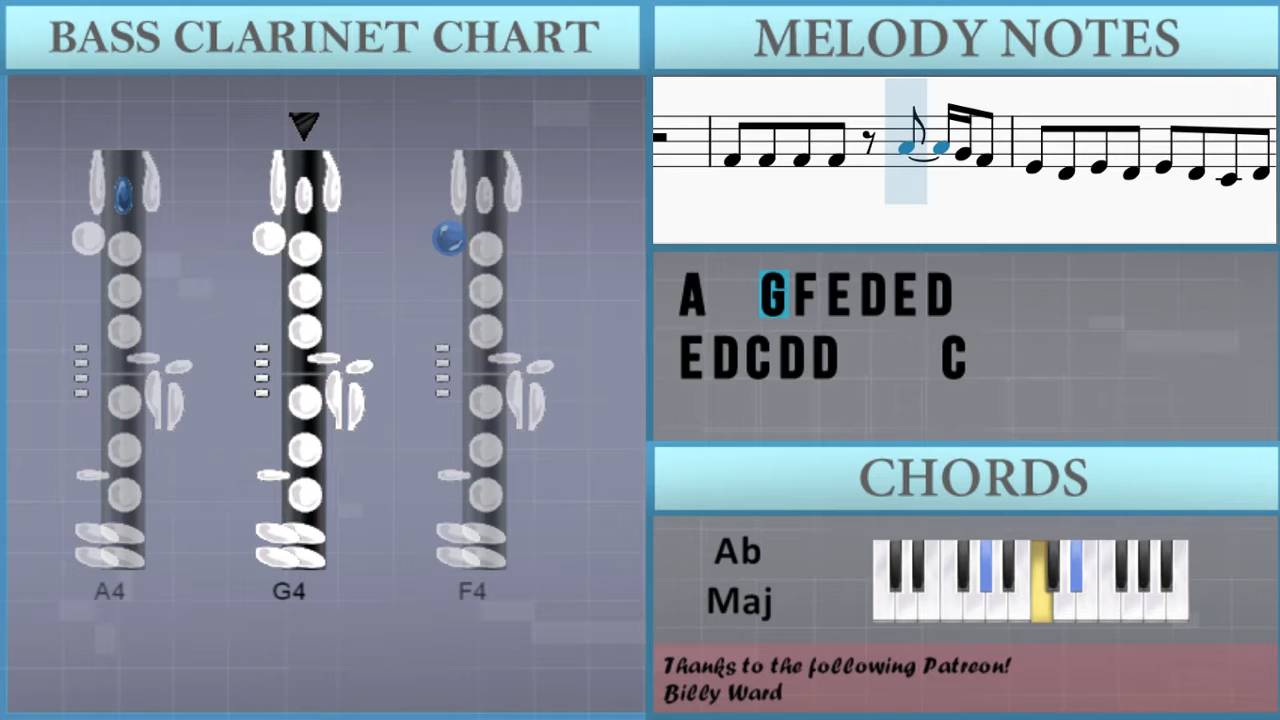 BASS CLARINET CHART
A4 G4 F4
MELODY NOTES
A GFEDED
EDCDD C
CHORDS
Ab
Maj
Thanks to the following Patreon!
Billy Ward